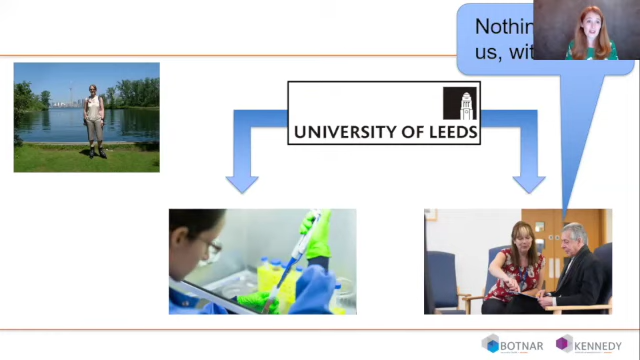 Nothin
us, wit
UNIVERSITY OF LEEDS
BOTNAR
KENNEDY